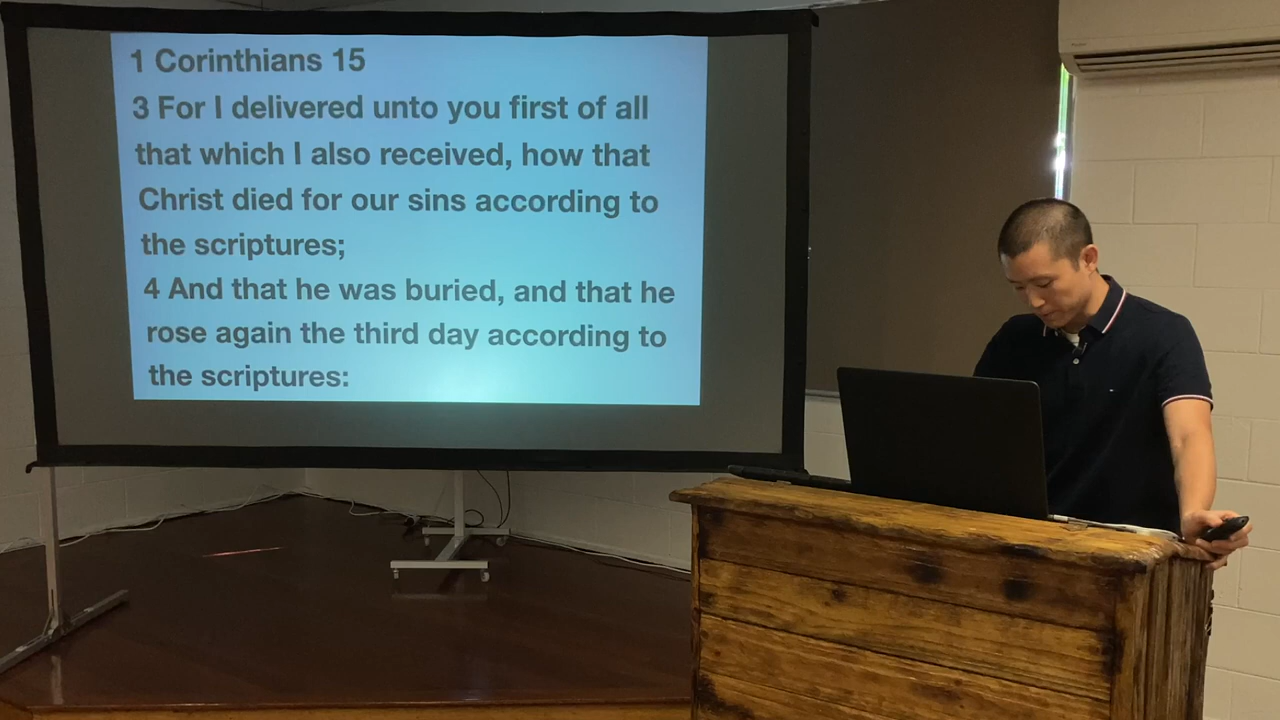 1 Corinthians 15
3 For I delivered unto you first of all
that which I also received, how that
Christ died for our sins according to
the scriptures;
4 And that he was buried, and that he
rose again the third day according to
the scriptures: